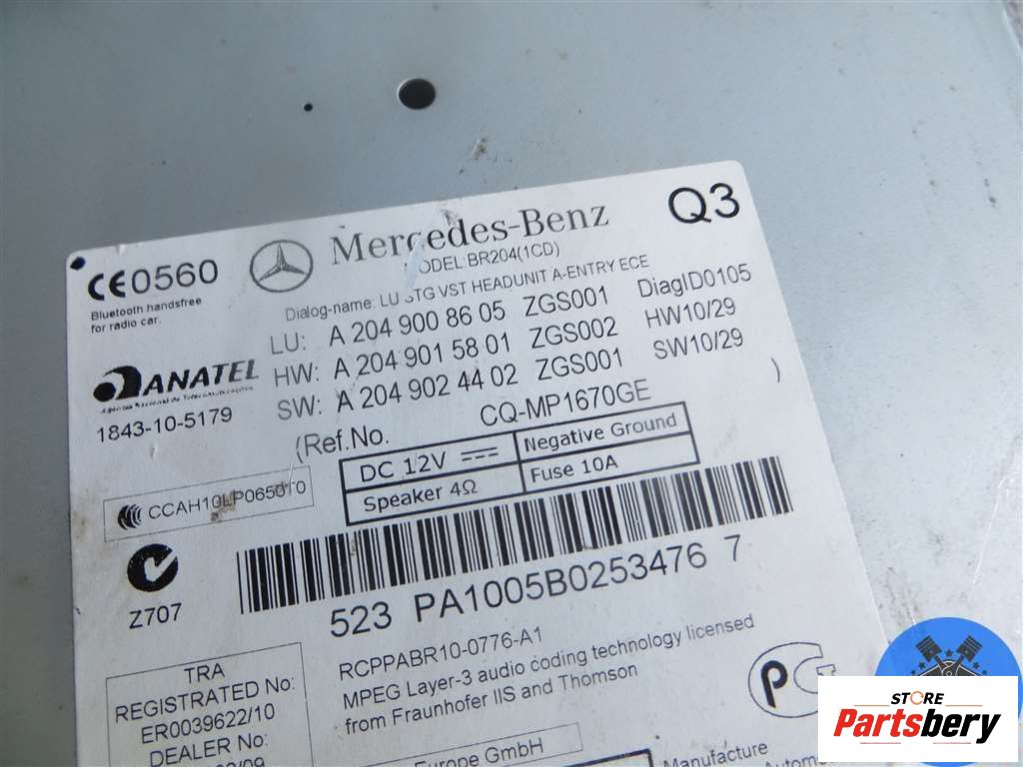 Q3
CE0560
Mercedes-Benz
MODEL:BR204(1CD)
Bluetooth handsfree
for radio car.
Dialog-name: LU STG VST HEADUNIT A-ENTRY ECE
LU: A 204 900 86 05 ZGS001 DiagID0105
HW: A 204 901 58 01 ZGS002 HW10/29
SW: A 204 902 44 02 ZGS001 SW10/29
ANATEL
1843-10-5179
(Ref.No. CQ-MP1670GE )
DC 12V Negative Ground
Speaker 4Ω Fuse 10A
CCAH10LP0650T0
Z707
523 PA1005B0253476 7
RCPPABR10-0776-A1
MPEG Layer-3 audio coding technology licensed
from Fraunhofer IIS and Thomson
TRA
REGISTRATED No:
ER0039622/10
DEALER No:
Europe GmbH
Manufacture
STORE
Partsbery